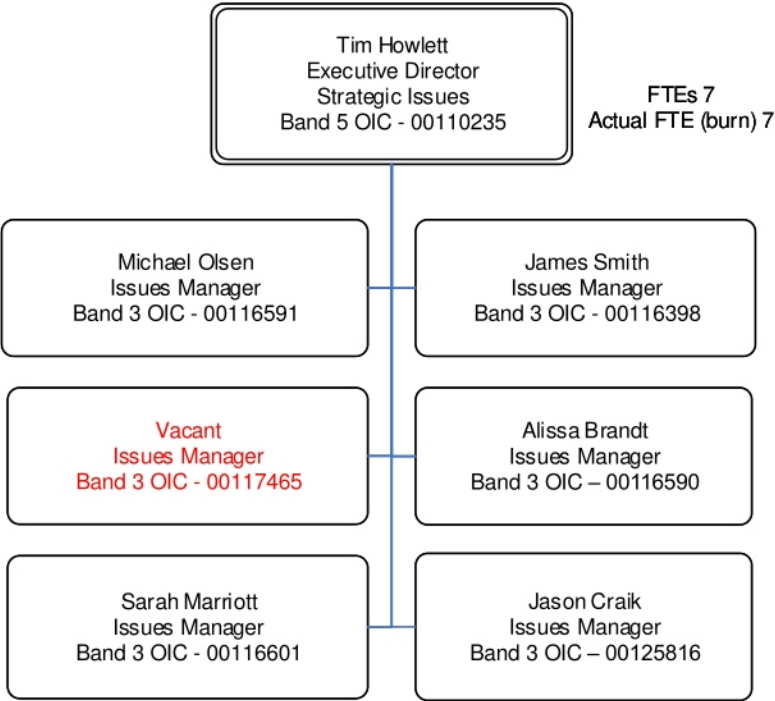 Tim Howlett
Executive Director
Strategic Issues
Band 5 OIC - 00110235
FTEs 7
Actual FTE (burn) 7
Michael Olsen
Issues Manager
Band 3 OIC - 00116591
James Smith
Issues Manager
Band 3 OIC - 00116398
Vacant
Issues Manager
Band 3 OIC - 00117465
Alissa Brandt
Issues Manager
Band 3 OIC – 00116590
Sarah Marriott
Issues Manager
Band 3 OIC - 00116601
Jason Craik
Issues Manager
Band 3 OIC – 00125816